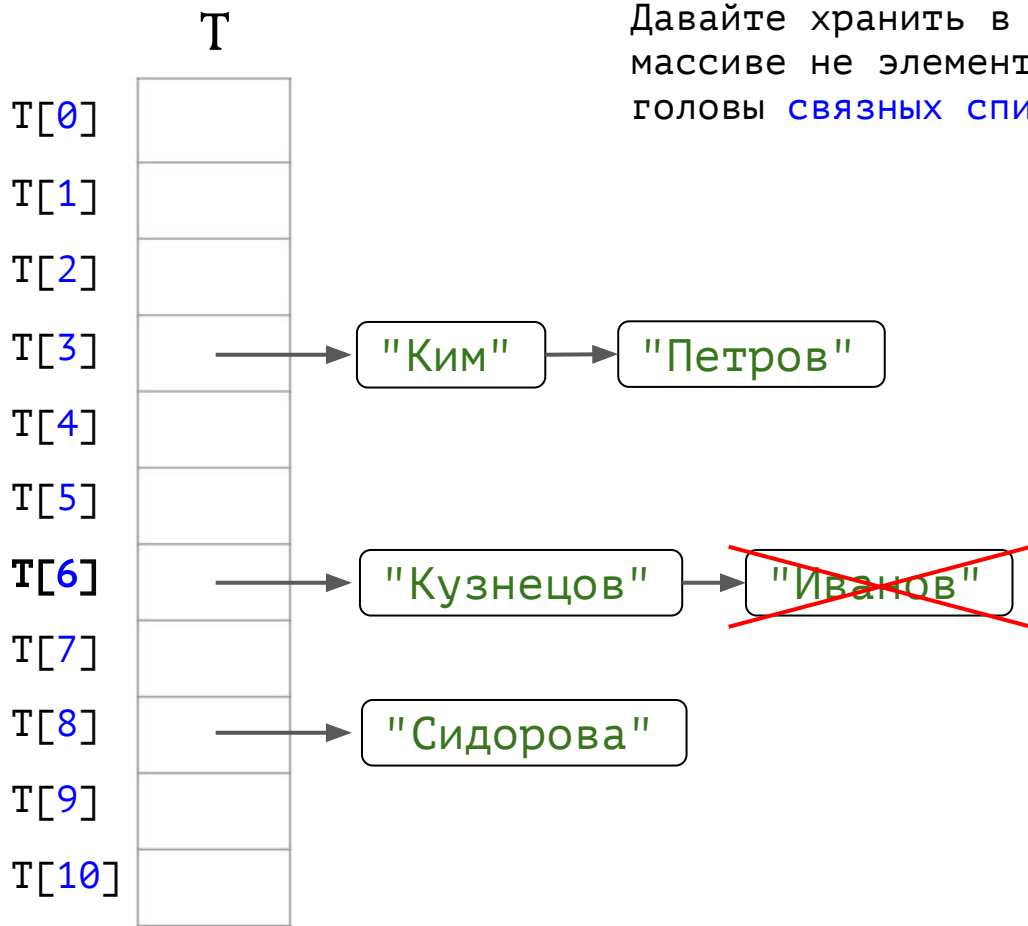 T
Давайте хранить в
массиве не элемент
головы связных спи
T[0]
T[1]
T[2]
T[3] "Ким" "Петров"
T[4]
T[5]
T[6] "Кузнецов" "Иванов"
T[7]
T[8] "Сидорова"
T[9]
T[10]